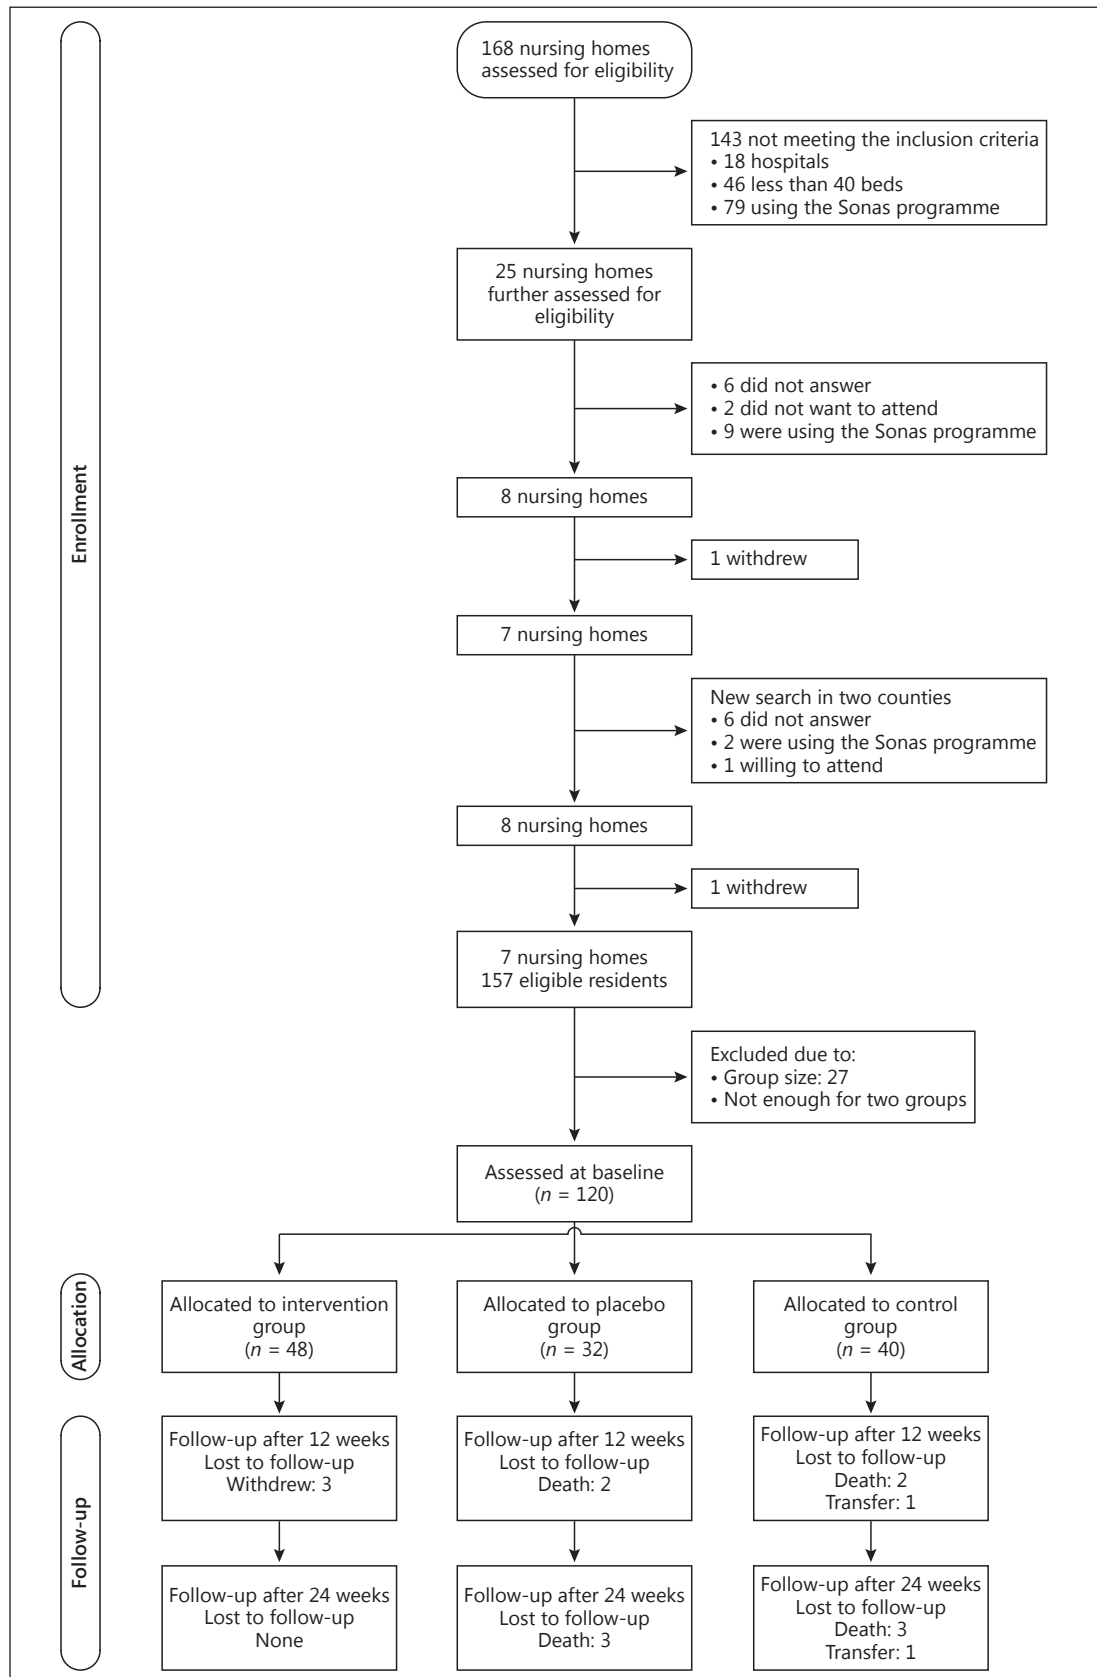 168 nursing homes
assessed for eligibility
143 not meeting the inclusion criteria
• 18 hospitals
• 46 less than 40 beds
• 79 using the Sonas programme
25 nursing homes
further assessed for
eligibility
• 6 did not answer
• 2 did not want to attend
• 9 were using the Sonas programme
8 nursing homes
1 withdrew
7 nursing homes
New search in two counties
• 6 did not answer
• 2 were using the Sonas programme
• 1 willing to attend
8 nursing homes
1 withdrew
7 nursing homes
157 eligible residents
Enrollment
Excluded due to:
• Group size: 27
• Not enough for two groups
Assessed at baseline
(n = 120)
Allocation
Allocated to intervention
group
(n = 48)
Allocated to placebo
group
(n = 32)
Allocated to control
group
(n = 40)
Follow-up
Follow-up after 12 weeks
Lost to follow-up
Withdrew: 3
Follow-up after 12 weeks
Lost to follow-up
Death: 2
Follow-up after 12 weeks
Lost to follow-up
Death: 2
Transfer: 1
Follow-up after 24 weeks
Lost to follow-up
None
Follow-up after 24 weeks
Lost to follow-up
Death: 3
Follow-up after 24 weeks
Lost to follow-up
Death: 3
Transfer: 1